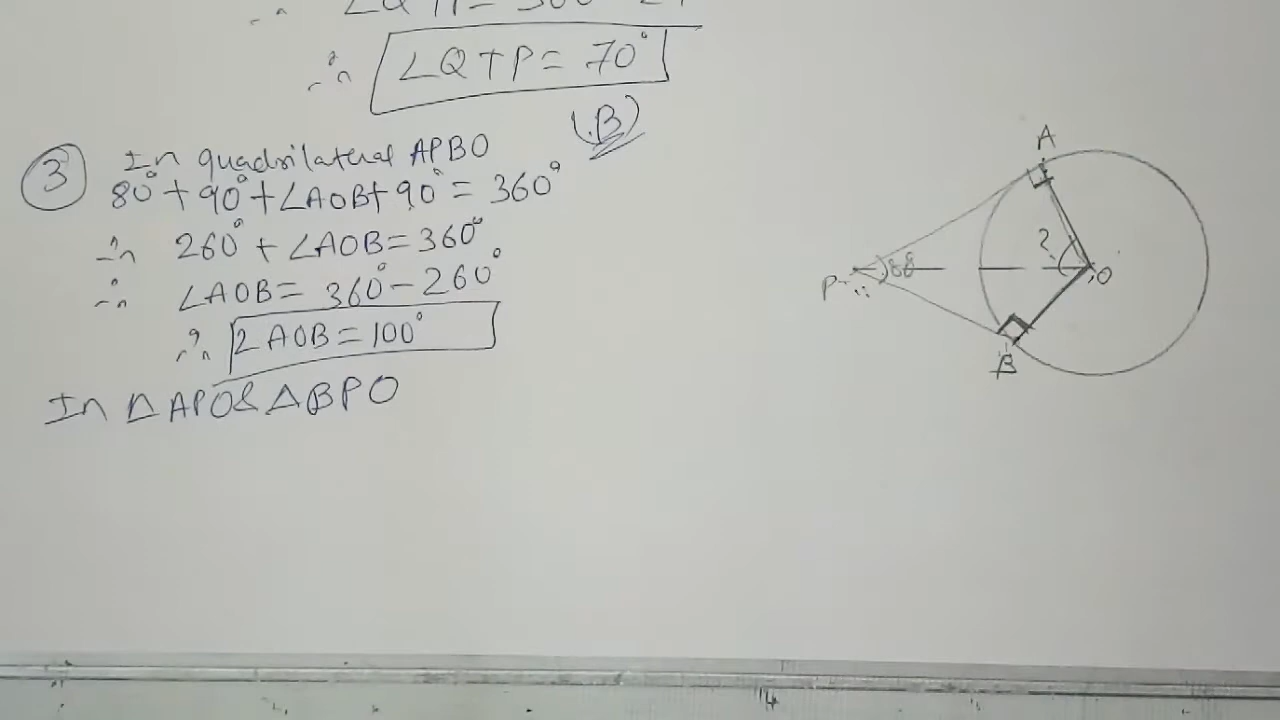 ∠QTP = 70°
(B)
③ In quadrilateral APBO
80° + 90° + ∠AOB + 90° = 360°
∴ 260° + ∠AOB = 360°
∴ ∠AOB = 360° - 260°
∴ ∠AOB = 100°
In △APO & △BPO
A
?
P
O
B
14